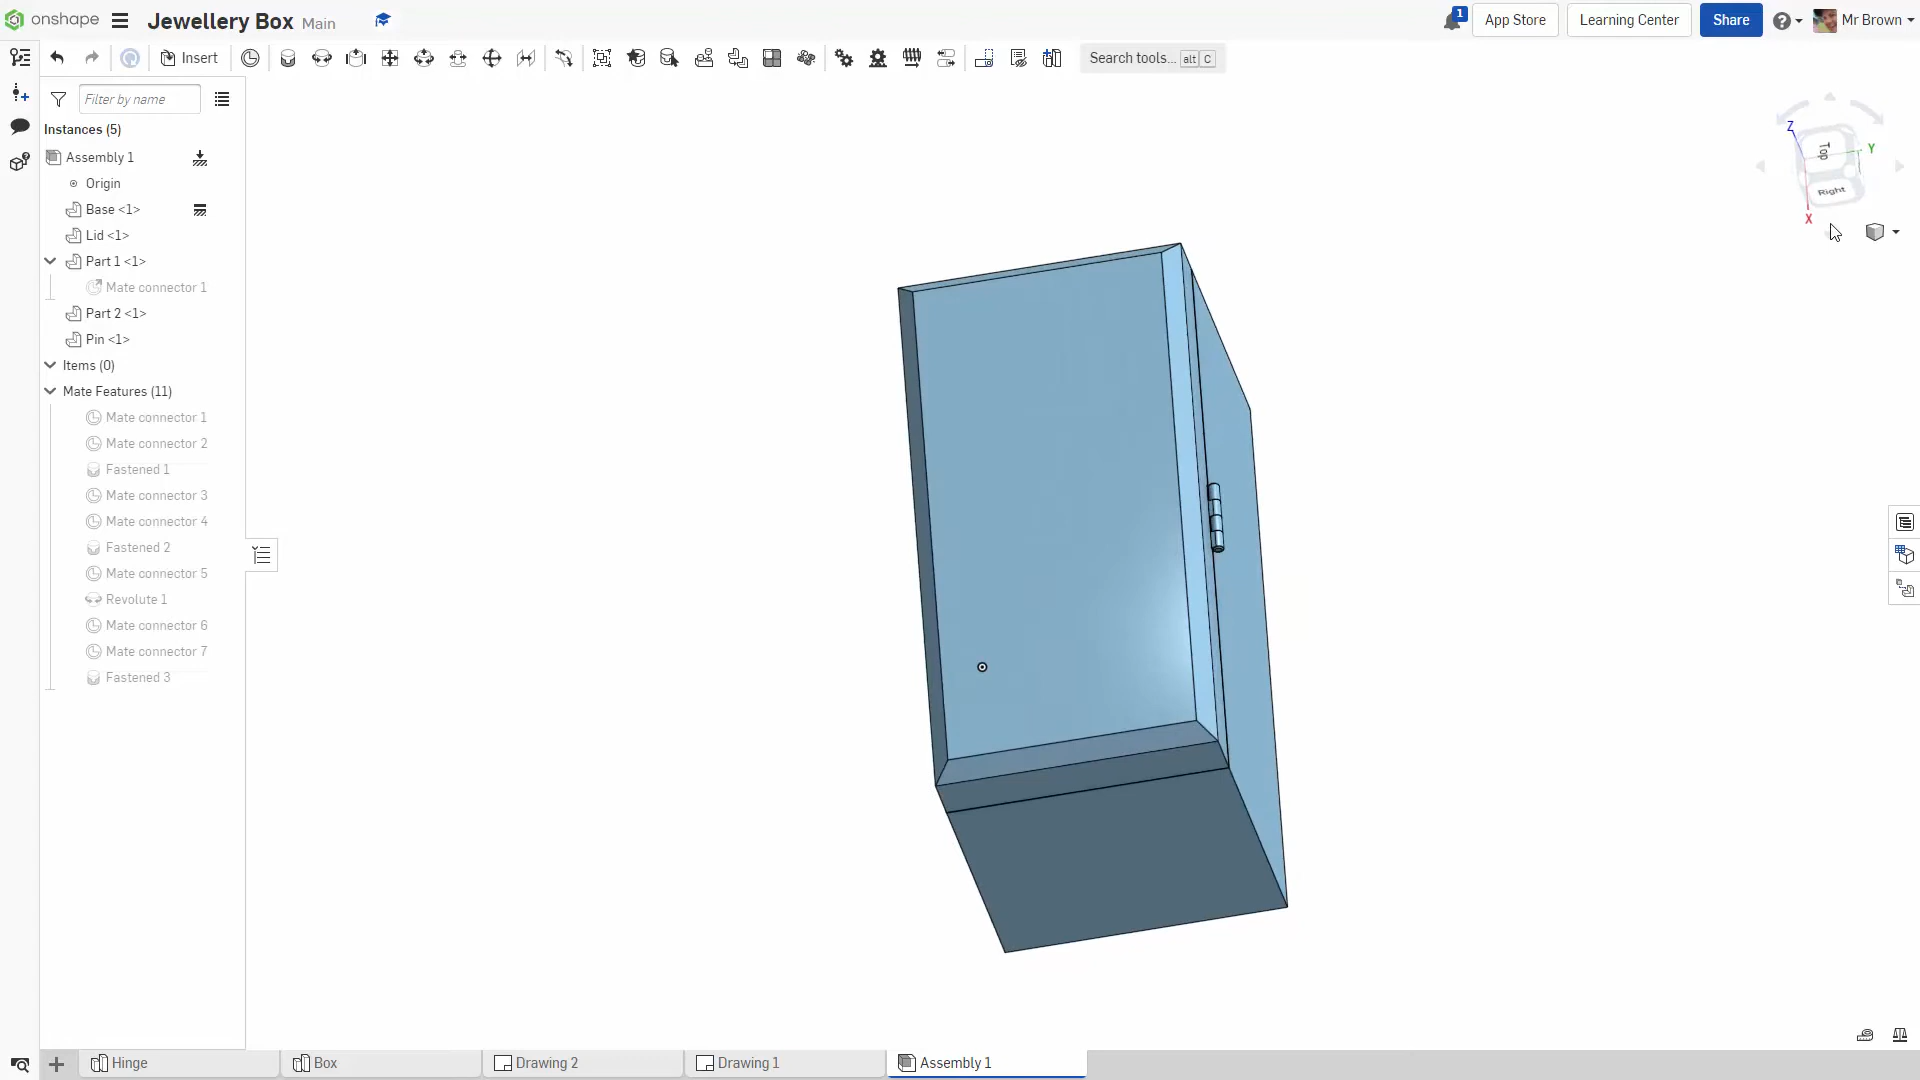 onshape
Jewellery Box Main
1
App Store
Learning Center
Share
Mr Brown
Insert
Search tools... alt C
Filter by name
Instances (5)
Assembly 1
Origin
Base <1>
Lid <1>
Part 1 <1>
Mate connector 1
Part 2 <1>
Pin <1>
Items (0)
Mate Features (11)
Mate connector 1
Mate connector 2
Fastened 1
Mate connector 3
Mate connector 4
Fastened 2
Mate connector 5
Revolute 1
Mate connector 6
Mate connector 7
Fastened 3
Z
Top
Y
Right
X
Hinge
Box
Drawing 2
Drawing 1
Assembly 1